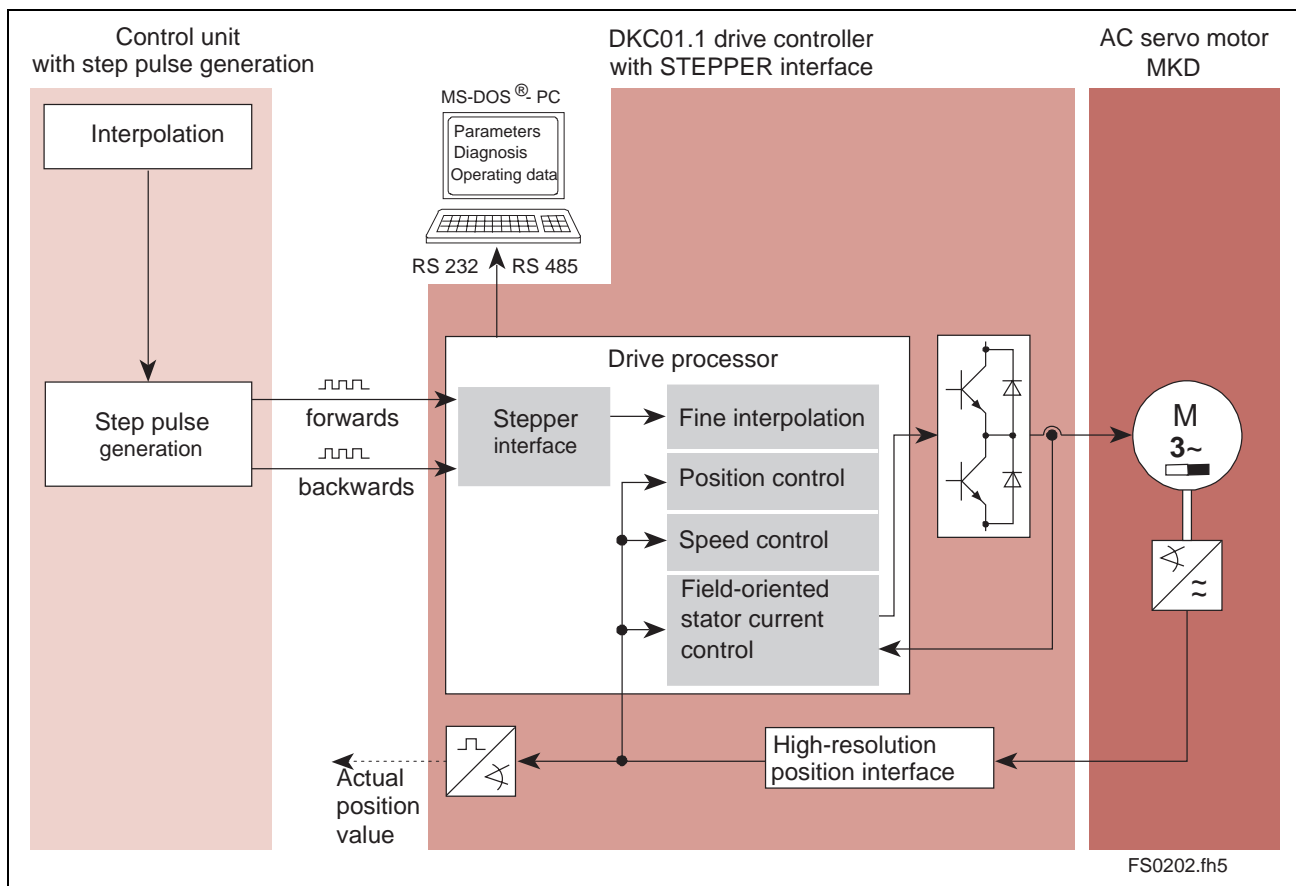 Control unit
with step pulse generation
DKC01.1 drive controller
with STEPPER interface
AC servo motor
MKD
MS-DOS ®- PC
Interpolation
Parameters
Diagnosis
Operating data
RS 232
RS 485
Drive processor
Step pulse
generation
forwards
backwards
Stepper
interface
Fine interpolation
Position control
Speed control
Field-oriented
stator current
control
M
3~
High-resolution
position interface
Actual
position
value
FS0202.fh5